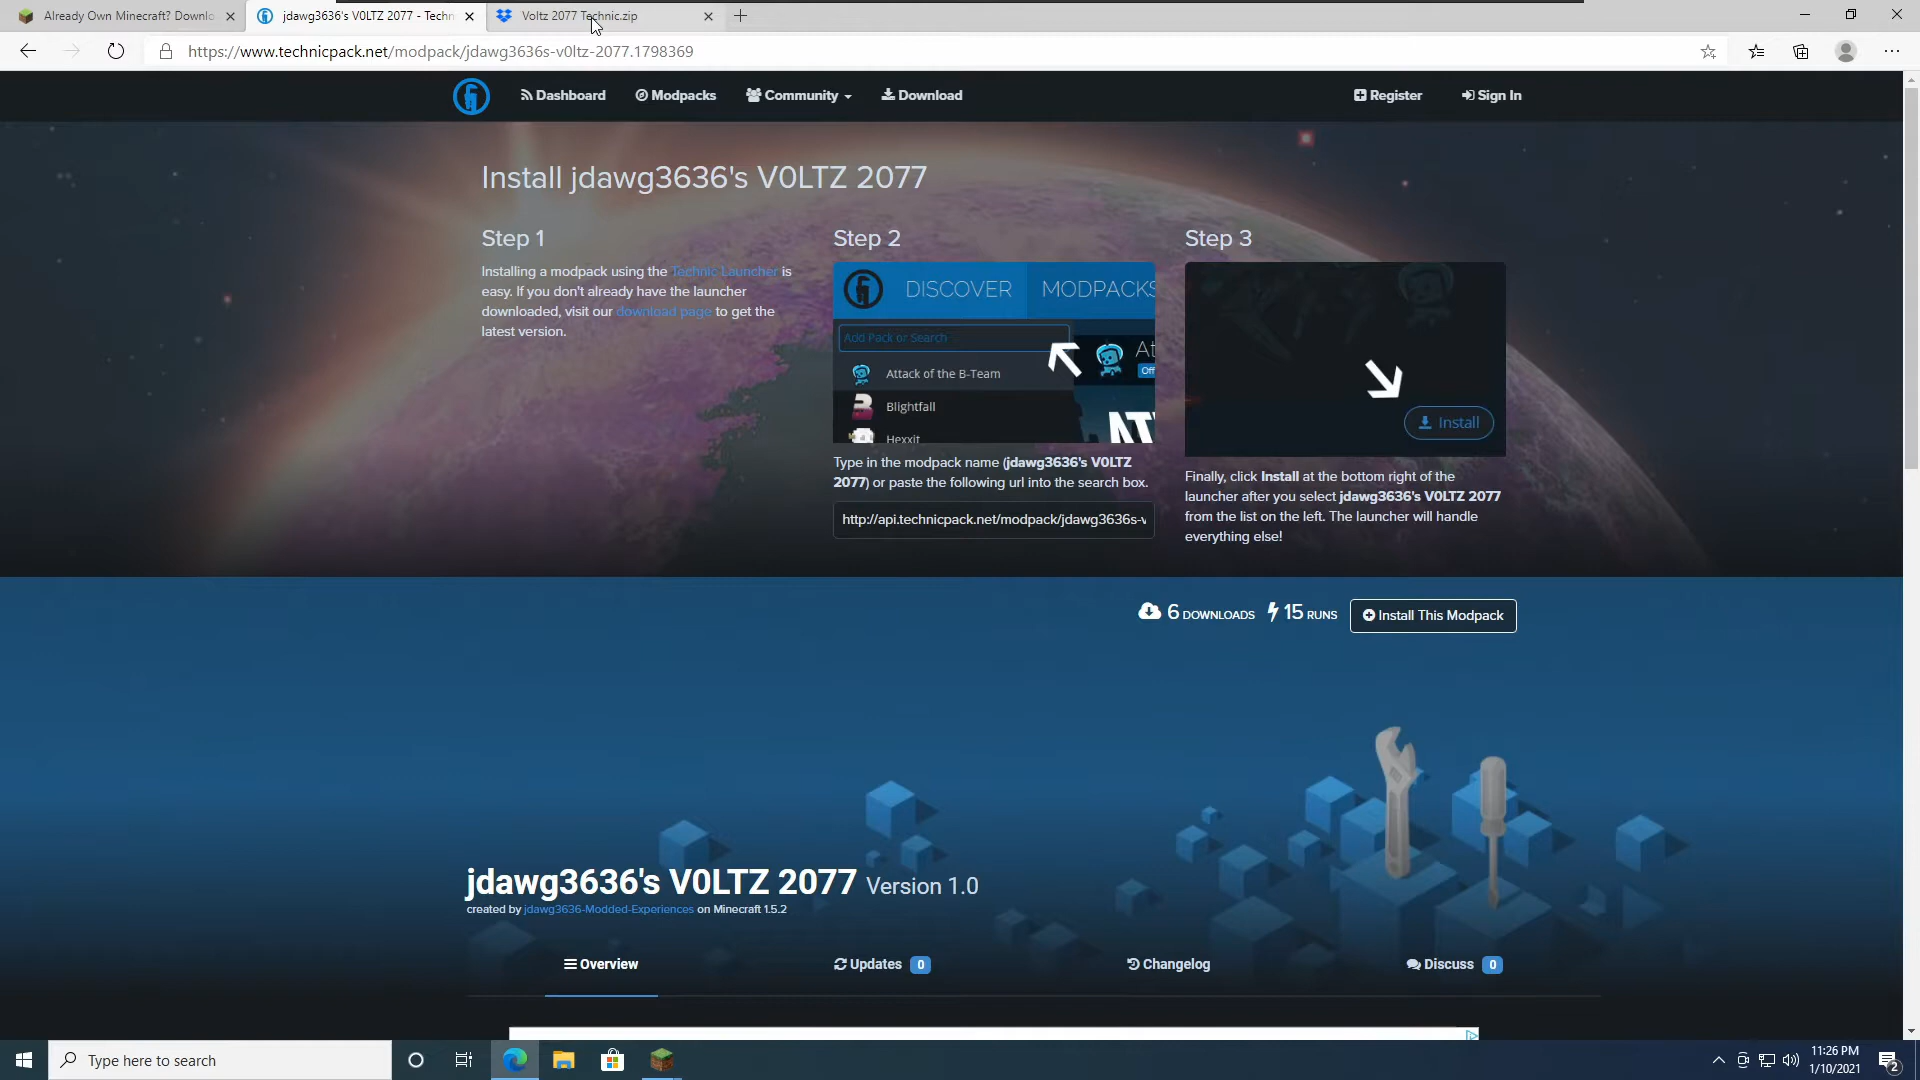 Already Own Minecraft? Downlo
jdawg3636's V0LTZ 2077 - Techn
Voltz 2077 Technic.zip
https://www.technicpack.net/modpack/jdawg3636s-v0ltz-2077.1798369
Dashboard
Modpacks
Community
Download
Register
Sign In
Install jdawg3636's V0LTZ 2077
Step 1
Installing a modpack using the Technic Launcher is
easy. If you don't already have the launcher
downloaded, visit our download page to get the
latest version.
Step 2
DISCOVER
MODPACKS
Add Pack or Search
Attack of the B-Team
Blightfall
Hexxit
At
Off
Type in the modpack name (jdawg3636's V0LTZ
2077) or paste the following url into the search box.
http://api.technicpack.net/modpack/jdawg3636s-v
Step 3
Install
Finally, click Install at the bottom right of the
launcher after you select jdawg3636's V0LTZ 2077
from the list on the left. The launcher will handle
everything else!
6 DOWNLOADS
15 RUNS
Install This Modpack
jdawg3636's V0LTZ 2077 Version 1.0
created by jdawg3636-Modded-Experiences on Minecraft 1.5.2
Overview
Updates 0
Changelog
Discuss 0
Type here to search
11:26 PM
1/10/2021
2